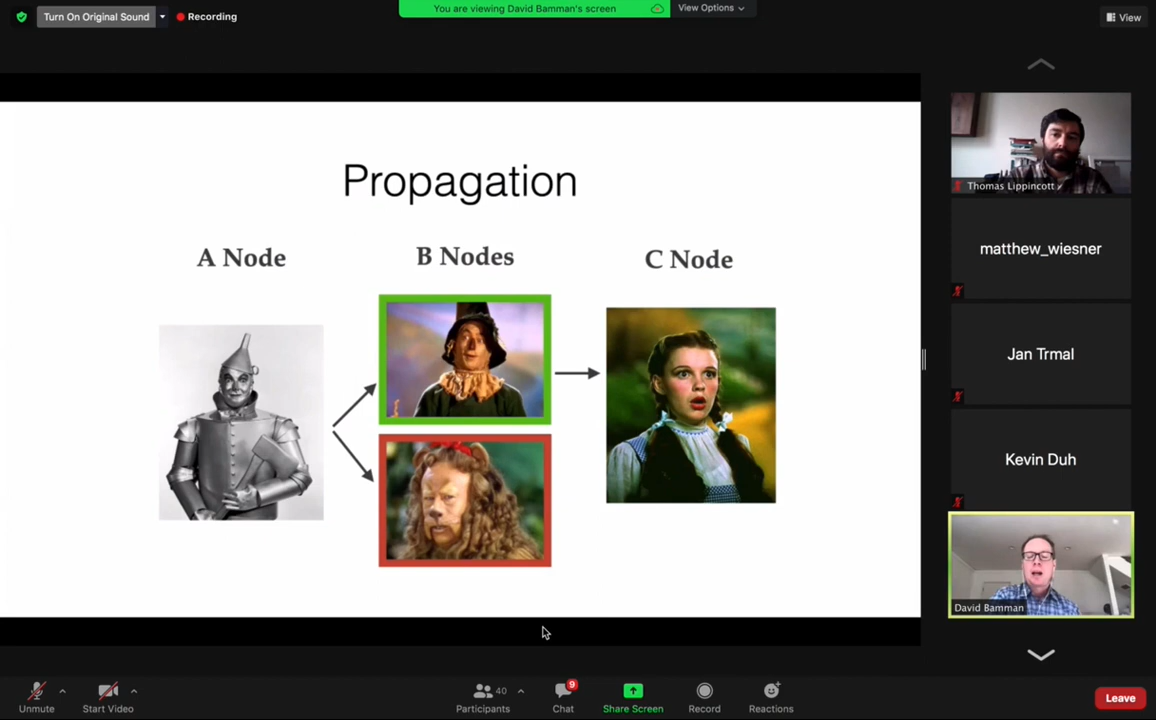 Turn On Original Sound
Recording
You are viewing David Bamman's screen
View Options
View
Propagation
A Node
B Nodes
C Node
Thomas Lippincott
matthew_wiesner
Jan Trmal
Kevin Duh
David Bamman
Unmute
Start Video
Participants
40
Chat
9
Share Screen
Record
Reactions
Leave